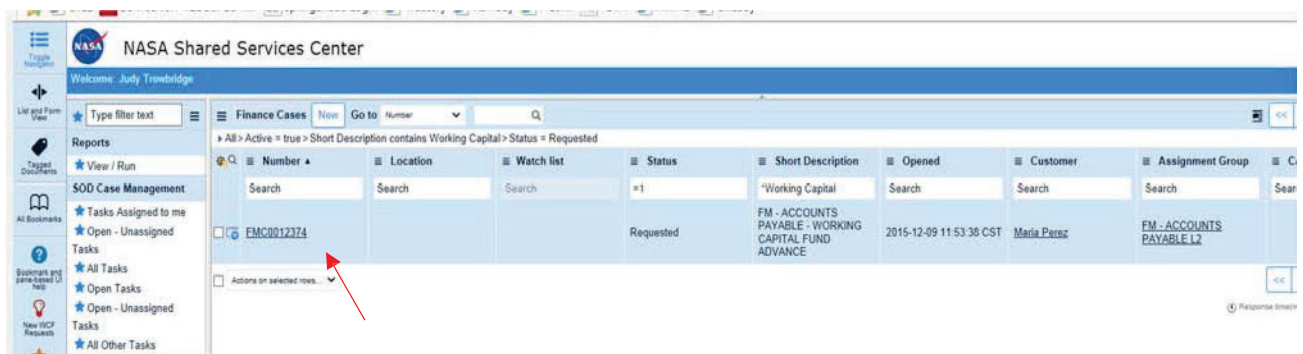 NASA
NASA Shared Services Center
Toggle
Navigator
Welcome: Judy Trowbridge
List and Form
View
Type filter text
Finance Cases New Go to Number
All > Active = true > Short Description contains Working Capital > Status = Requested
Reports
View / Run
Number Location Watch list Status Short Description Opened Customer Assignment Group
Tagged
Documents
SOD Case Management
Search Search Search =1 *Working Capital Search Search Search
All Bookmarks
Tasks Assigned to me
Open - Unassigned
Tasks
All Tasks
Open Tasks
Open - Unassigned
Tasks
All Other Tasks
FMC0012374 Requested
FM - ACCOUNTS
PAYABLE - WORKING
CAPITAL FUND
ADVANCE
2015-12-09 11:53:38 CST Maria Perez
FM - ACCOUNTS
PAYABLE L2
Bookmark and
pane-based UI
help
Actions on selected rows...
<<
<<
New WCF
Requests